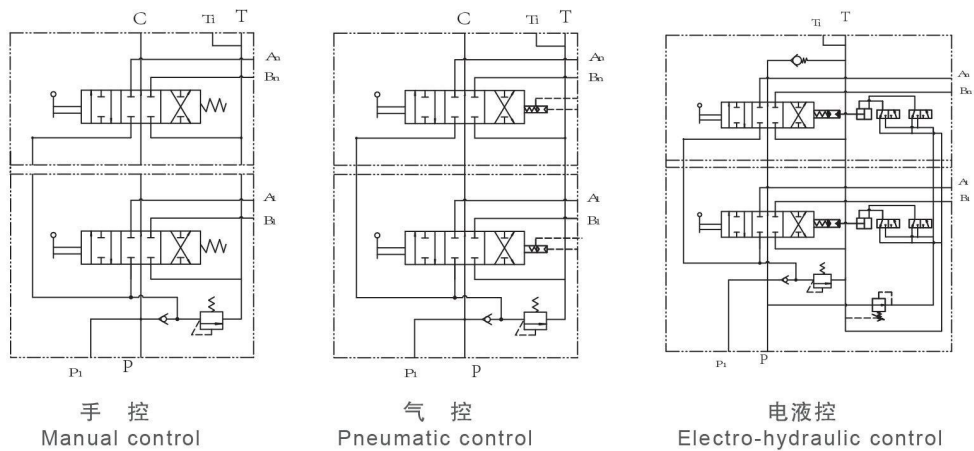 C Ti T
An
Bn
A1
B1
P1 P
手 控
Manual control
C Ti T
An
Bn
A1
B1
P1 P
气 控
Pneumatic control
Ti T
An
Bn
A1
B1
P1 P
电液控
Electro-hydraulic control